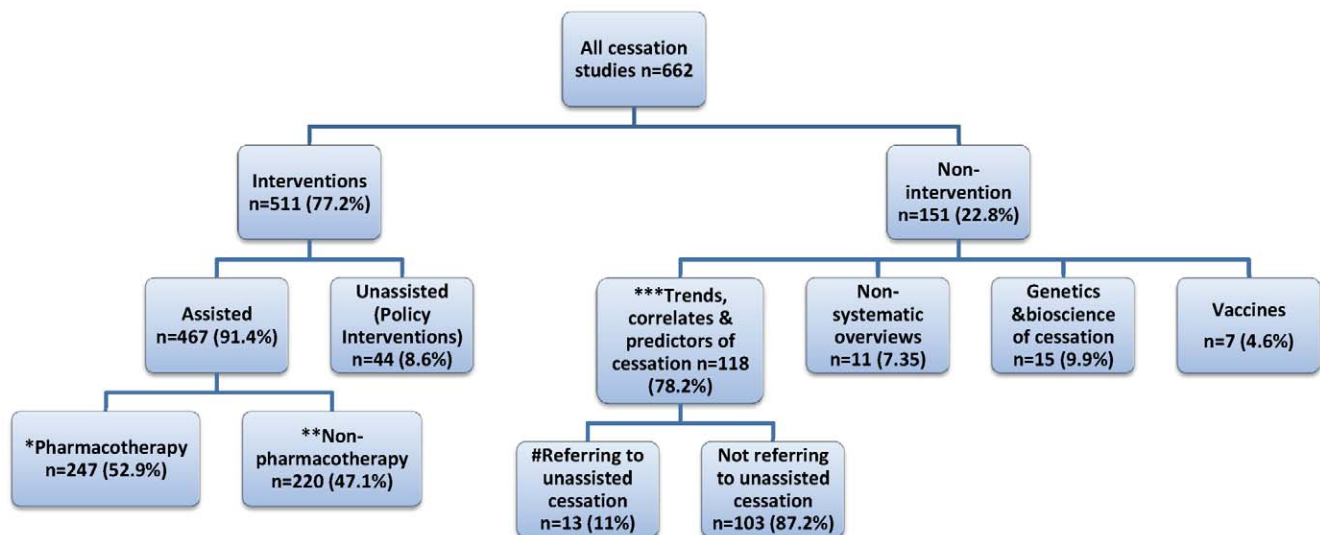 All cessation
studies n=662
Interventions
n=511 (77.2%)
Non-
intervention
n=151 (22.8%)
Assisted
n=467 (91.4%)
Unassisted
(Policy
Interventions)
n=44 (8.6%)
***Trends,
correlates &
predictors of
cessation n=118
(78.2%)
Non-
systematic
overviews
n=11 (7.35)
Genetics
&bioscience
of cessation
n=15 (9.9%)
Vaccines
n=7 (4.6%)
*Pharmacotherapy
n=247 (52.9%)
**Non-
pharmacotherapy
n=220 (47.1%)
#Referring to
unassisted
cessation
n=13 (11%)
Not referring
to unassisted
cessation
n=103 (87.2%)